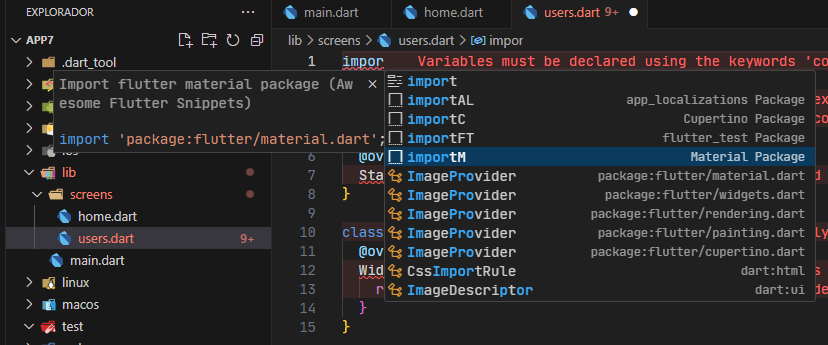 EXPLORADOR
main.dart
home.dart
users.dart 9+
APP7
lib > screens > users.dart > impor
.dart_tool
1 impor Variables must be declared using the keywords 'co
Import flutter material package (Aw
esome Flutter Snippets)
import 'package:flutter/material.dart';
import
importAL app_localizations Package
importC Cupertino Package
importFT flutter_test Package
importM Material Package
ImageProvider package:flutter/material.dart
ImageProvider package:flutter/widgets.dart
ImageProvider package:flutter/rendering.dart
ImageProvider package:flutter/painting.dart
ImageProvider package:flutter/cupertino.dart
CssImportRule dart:html
ImageDescriptor dart:ui
ios
lib
screens
home.dart
users.dart 9+
main.dart
linux
macos
test
6 @ov
7 Sta
8 }
9
10 class
11 @ov
12 Wid
13 r
14 }
15 }